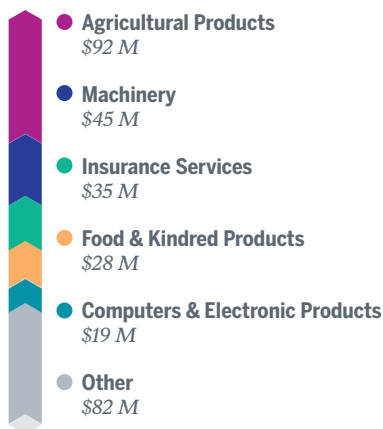 Agricultural Products
$92 M
Machinery
$45 M
Insurance Services
$35 M
Food & Kindred Products
$28 M
Computers & Electronic Products
$19 M
Other
$82 M